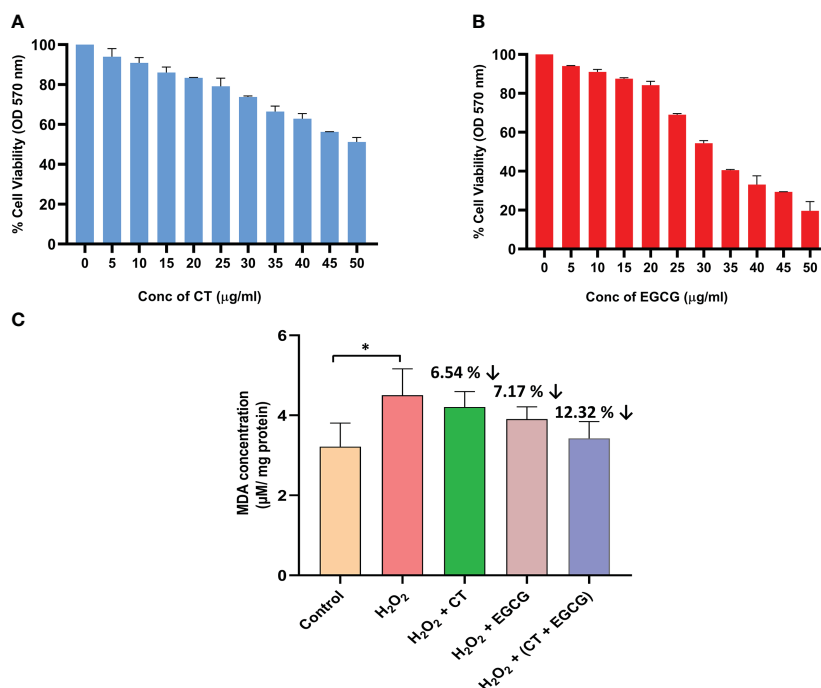 A
% Cell Viability (OD 570 nm)
100
80
60
40
20
0
0 5 10 15 20 25 30 35 40 45 50
Conc of CT (μg/ml)
B
% Cell Viability (OD 570 nm)
100
80
60
40
20
0
0 5 10 15 20 25 30 35 40 45 50
Conc of EGCG (μg/ml)
C
MDA concentration
(μM/ mg protein)
6
4
2
0
*
6.54 % ↓
7.17 % ↓
12.32 % ↓
Control
H₂O₂
H₂O₂ + CT
H₂O₂ + EGCG
H₂O₂ + (CT + EGCG)